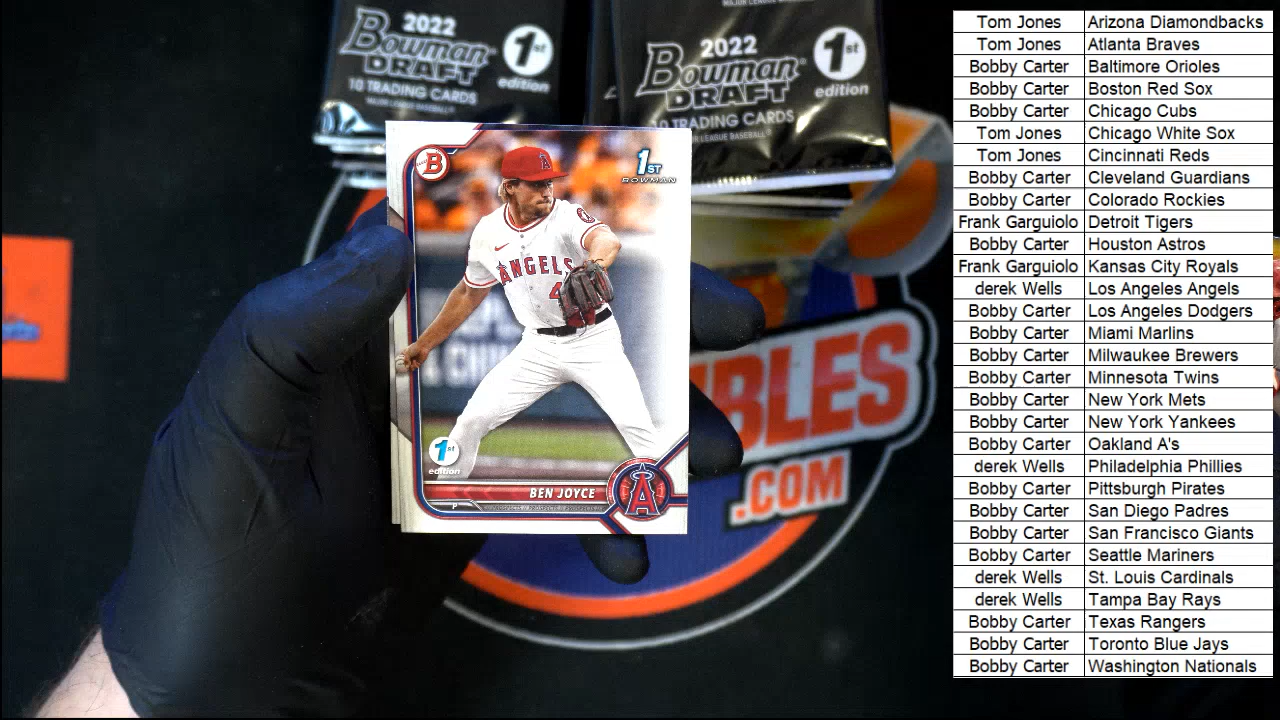 2022
Bowman
DRAFT
1st
edition
10 TRADING CARDS
MAJOR LEAGUE BASEBALL
2022
Bowman
DRAFT
1st
edition
10 TRADING CARDS
MAJOR LEAGUE BASEBALL
B
1ST
BOWMAN
A
ANGELS
4
1st
edition
BEN JOYCE
P
A
IBLES
.COM
Tom Jones Arizona Diamondbacks
Tom Jones Atlanta Braves
Bobby Carter Baltimore Orioles
Bobby Carter Boston Red Sox
Bobby Carter Chicago Cubs
Tom Jones Chicago White Sox
Tom Jones Cincinnati Reds
Bobby Carter Cleveland Guardians
Bobby Carter Colorado Rockies
Frank Garguiolo Detroit Tigers
Bobby Carter Houston Astros
Frank Garguiolo Kansas City Royals
derek Wells Los Angeles Angels
Bobby Carter Los Angeles Dodgers
Bobby Carter Miami Marlins
Bobby Carter Milwaukee Brewers
Bobby Carter Minnesota Twins
Bobby Carter New York Mets
Bobby Carter New York Yankees
Bobby Carter Oakland A's
derek Wells Philadelphia Phillies
Bobby Carter Pittsburgh Pirates
Bobby Carter San Diego Padres
Bobby Carter San Francisco Giants
Bobby Carter Seattle Mariners
derek Wells St. Louis Cardinals
derek Wells Tampa Bay Rays
Bobby Carter Texas Rangers
Bobby Carter Toronto Blue Jays
Bobby Carter Washington Nationals